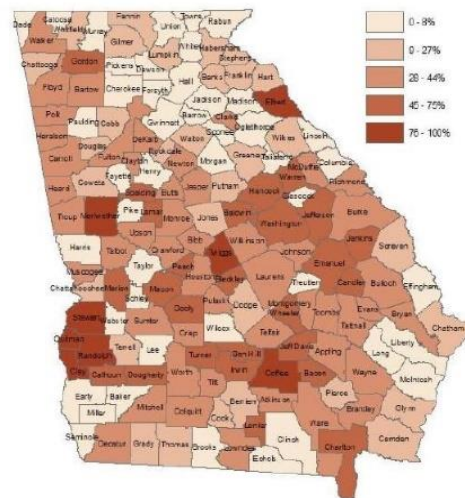 0 - 8%
9 - 27%
28 - 44%
45 - 75%
76 - 100%
Dade
Catoosa
Murray
Fannin
Towns
Union
Rabun
Walker
Gilmer
White
Lumpkin
Habersham
Stephens
Chattooga
Gordon
Pickens
Dawson
Hall
Banks
Franklin
Hart
Floyd
Bartow
Cherokee
Forsyth
Jackson
Madison
Elbert
Polk
Paulding
Cobb
Gwinnett
Barrow
Clarke
Oglethorpe
Haralson
Douglas
Fulton
DeKalb
Rockdale
Walton
Oconee
Wilkes
Carroll
Clayton
Henry
Newton
Morgan
Greene
Taliaferro
Columbia
Fayette
McDuffie
Warren
Heard
Coweta
Spalding
Butts
Jasper
Putnam
Hancock
Glascock
Richmond
Troup
Meriwether
Pike
Lamar
Monroe
Jones
Baldwin
Washington
Jefferson
Burke
Upson
Bibb
Wilkinson
Jenkins
Screven
Harris
Talbot
Crawford
Twiggs
Johnson
Emanuel
Muscogee
Taylor
Peach
Houston
Bleckley
Laurens
Treutlen
Candler
Bulloch
Effingham
Marion
Macon
Schley
Pulaski
Dodge
Montgomery
Wheeler
Toombs
Evans
Bryan
Chatham
Stewart
Webster
Sumter
Dooly
Crisp
Wilcox
Telfair
Tattnall
Quitman
Randolph
Terrell
Lee
Turner
Ben Hill
Jeff Davis
Appling
Long
Liberty
Clay
Calhoun
Dougherty
Worth
Tift
Irwin
Coffee
Bacon
Wayne
McIntosh
Early
Baker
Mitchell
Colquitt
Cook
Berrien
Atkinson
Pierce
Brantley
Glynn
Miller
Ware
Seminole
Decatur
Grady
Thomas
Brooks
Lowndes
Lanier
Clinch
Echols
Charlton
Camden